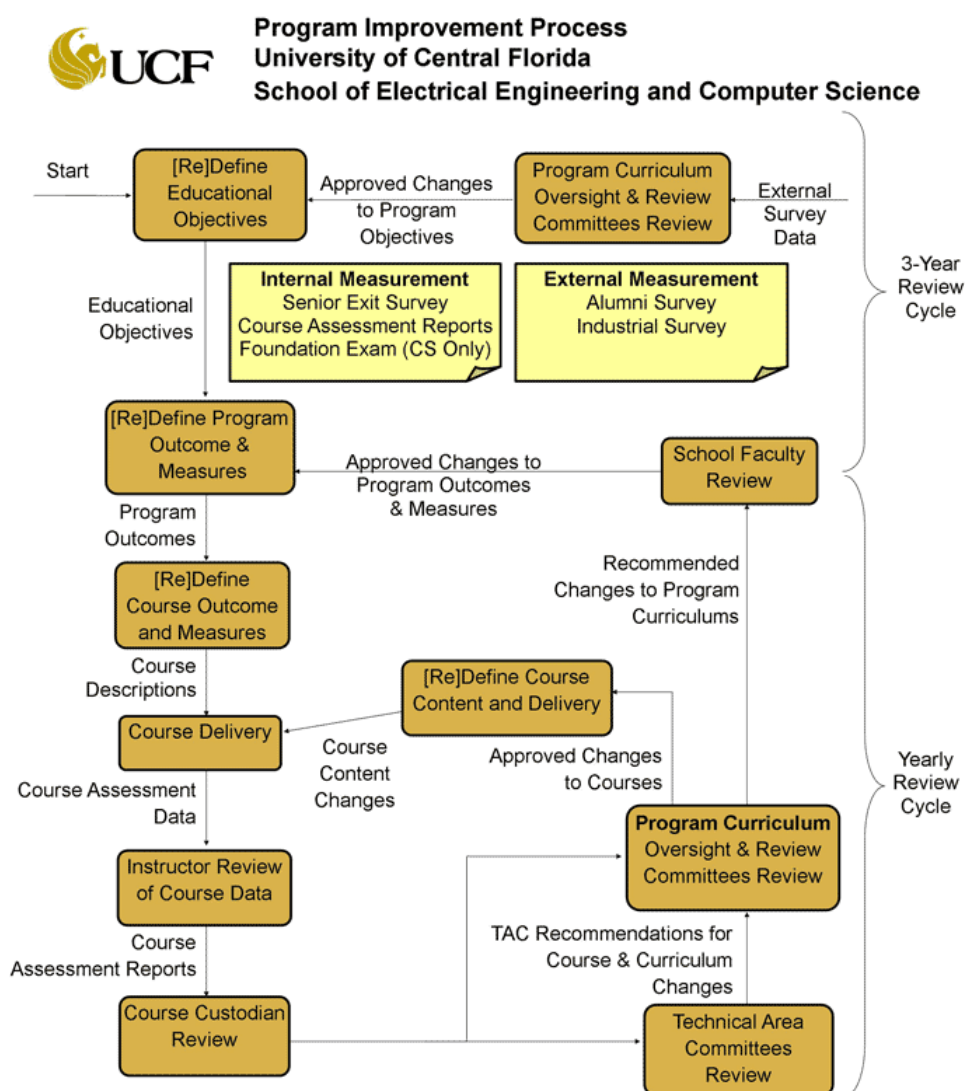 UCF
Program Improvement Process
University of Central Florida
School of Electrical Engineering and Computer Science
Start
[Re]Define
Educational
Objectives
Approved Changes
to Program
Objectives
Program Curriculum
Oversight & Review
Committees Review
External
Survey
Data
3-Year
Review
Cycle
Educational
Objectives
Internal Measurement
Senior Exit Survey
Course Assessment Reports
Foundation Exam (CS Only)
External Measurement
Alumni Survey
Industrial Survey
[Re]Define Program
Outcome &
Measures
Approved Changes to
Program Outcomes
& Measures
School Faculty
Review
Program
Outcomes
[Re]Define
Course Outcome
and Measures
Recommended
Changes to Program
Curriculums
Course
Descriptions
[Re]Define Course
Content and Delivery
Course Delivery
Course
Content
Changes
Approved Changes
to Courses
Yearly
Review
Cycle
Course Assessment
Data
Program Curriculum
Oversight & Review
Committees Review
Instructor Review
of Course Data
Course
Assessment Reports
TAC Recommendations for
Course & Curriculum
Changes
Course Custodian
Review
Technical Area
Committees
Review